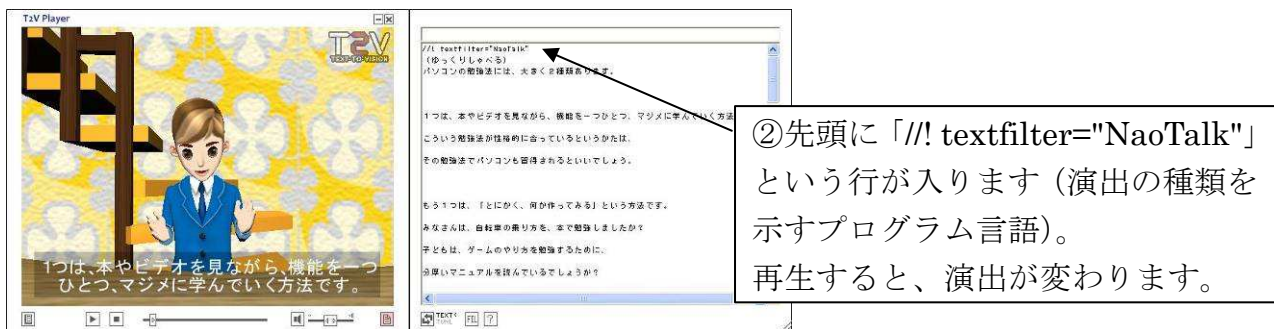 T2V Player
T2V
TEXT-TO-VISION
1つは、本やビデオを見ながら、機能を一つ
ひとつ、マジメに学んでいく方法です。
//! textfilter="NaoTalk"
(ゆっくりしゃべる)
パソコンの勉強法には、大きく2種類あります。
1つは、本やビデオを見ながら、機能を一つひとつ、マジメに学んでいく方法
こういう勉強法が性格的に合っているというかたは、
その勉強法でパソコンも習得されるといいでしょう。
もう1つは、「とにかく、何か作ってみる」という方法です。
みなさんは、自転車の乗り方を、本で勉強しましたか?
子どもは、ゲームのやり方を勉強するために、
分厚いマニュアルを読んでいるでしょうか?
TEXT
FIL
?
②先頭に「//! textfilter="NaoTalk"」
という行が入ります（演出の種類を
示すプログラム言語）。
再生すると、演出が変わります。